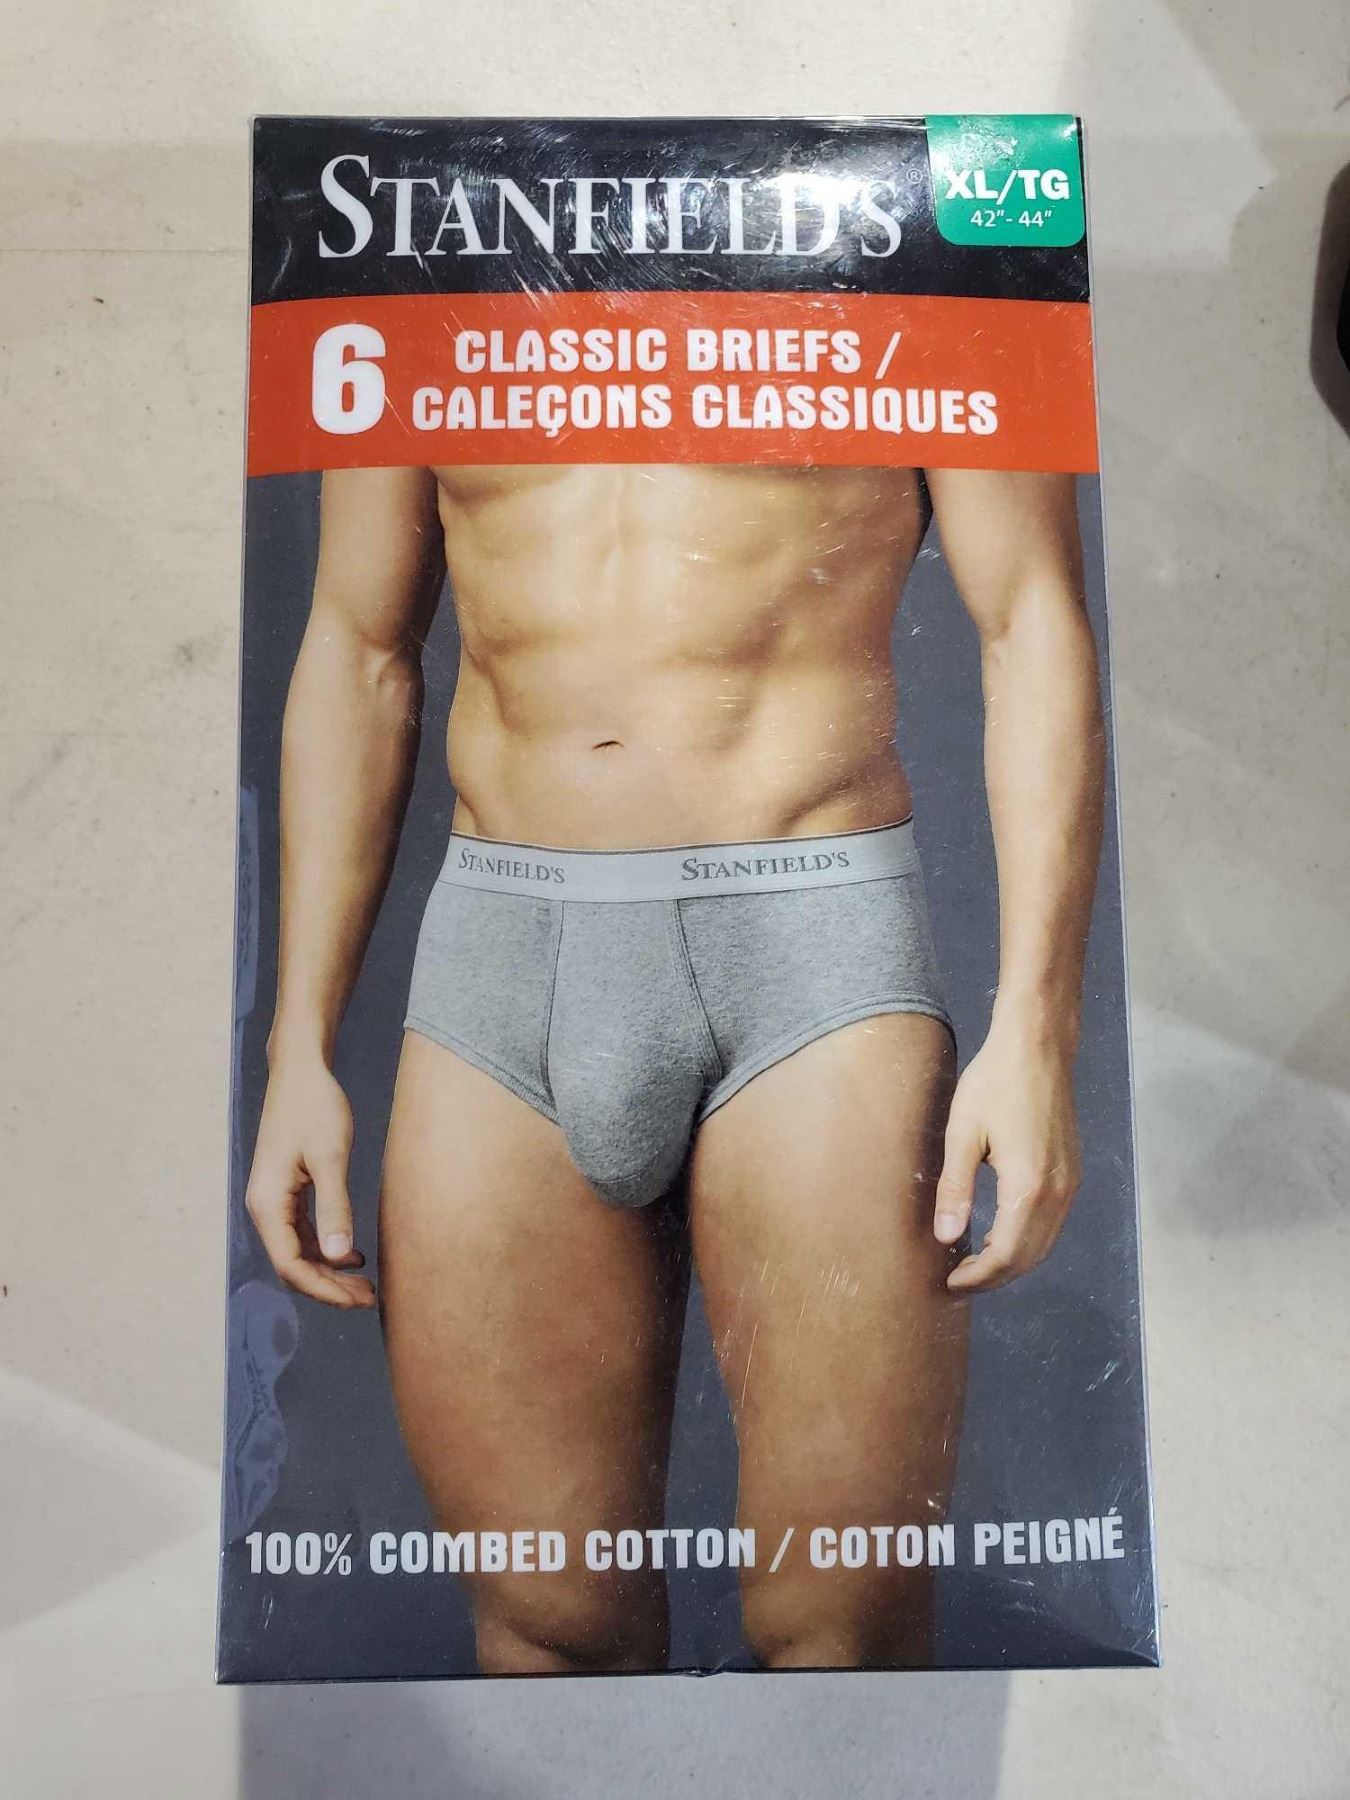 STANFIELD'S®
XL/TG
42"- 44"
6 CLASSIC BRIEFS /
CALEÇONS CLASSIQUES
STANFIELD'S STANFIELD'S
100% COMBED COTTON / COTON PEIGNÉ